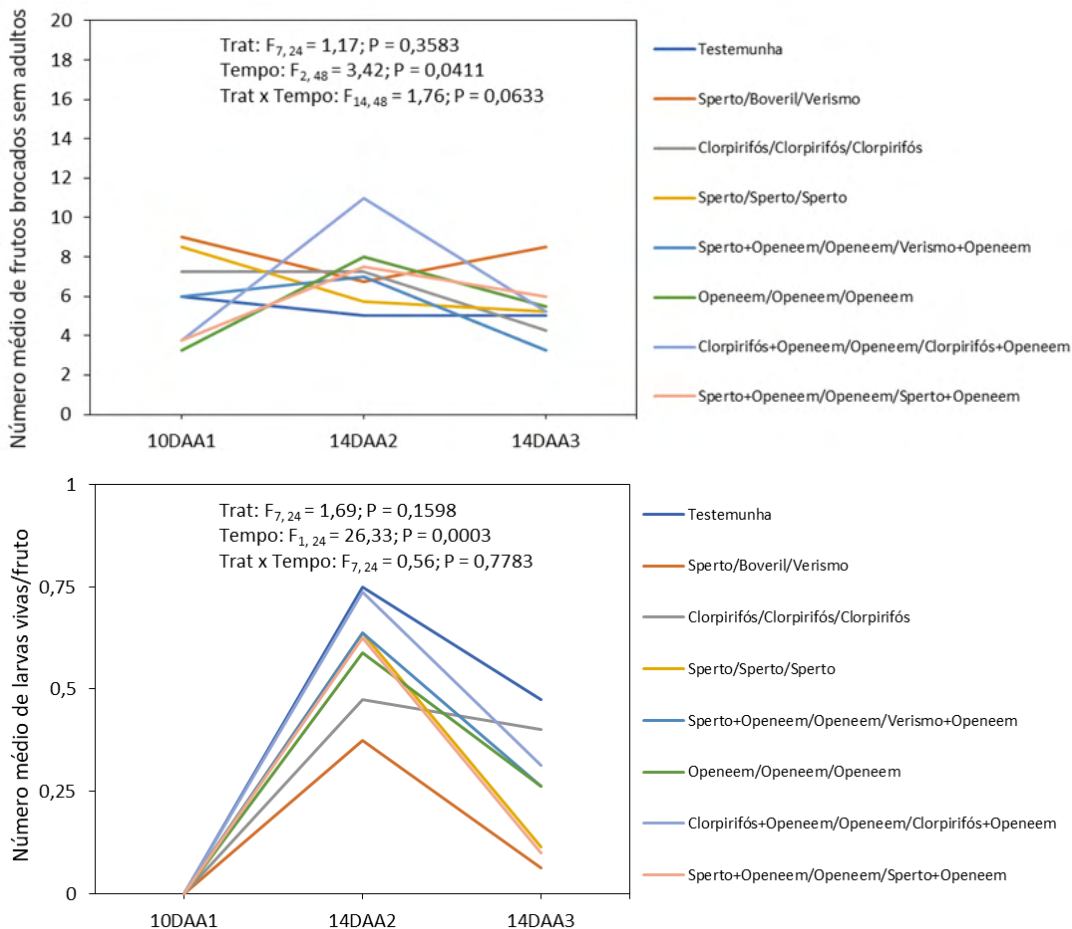 Número médio de frutos brocados sem adultos
20
18
16
14
12
10
8
6
4
2
0
Trat: F7, 24 = 1,17; P = 0,3583
Tempo: F2, 48 = 3,42; P = 0,0411
Trat x Tempo: F14, 48 = 1,76; P = 0,0633
10DAA1
14DAA2
14DAA3
Testemunha
Sperto/Boveril/Verismo
Clorpirifós/Clorpirifós/Clorpirifós
Sperto/Sperto/Sperto
Sperto+Openeem/Openeem/Verismo+Openeem
Openeem/Openeem/Openeem
Clorpirifós+Openeem/Openeem/Clorpirifós+Openeem
Sperto+Openeem/Openeem/Sperto+Openeem
Número médio de larvas vivas/fruto
1
0,75
0,5
0,25
0
Trat: F7, 24 = 1,69; P = 0,1598
Tempo: F1, 24 = 26,33; P = 0,0003
Trat x Tempo: F7, 24 = 0,56; P = 0,7783
10DAA1
14DAA2
14DAA3
Testemunha
Sperto/Boveril/Verismo
Clorpirifós/Clorpirifós/Clorpirifós
Sperto/Sperto/Sperto
Sperto+Openeem/Openeem/Verismo+Openeem
Openeem/Openeem/Openeem
Clorpirifós+Openeem/Openeem/Clorpirifós+Openeem
Sperto+Openeem/Openeem/Sperto+Openeem